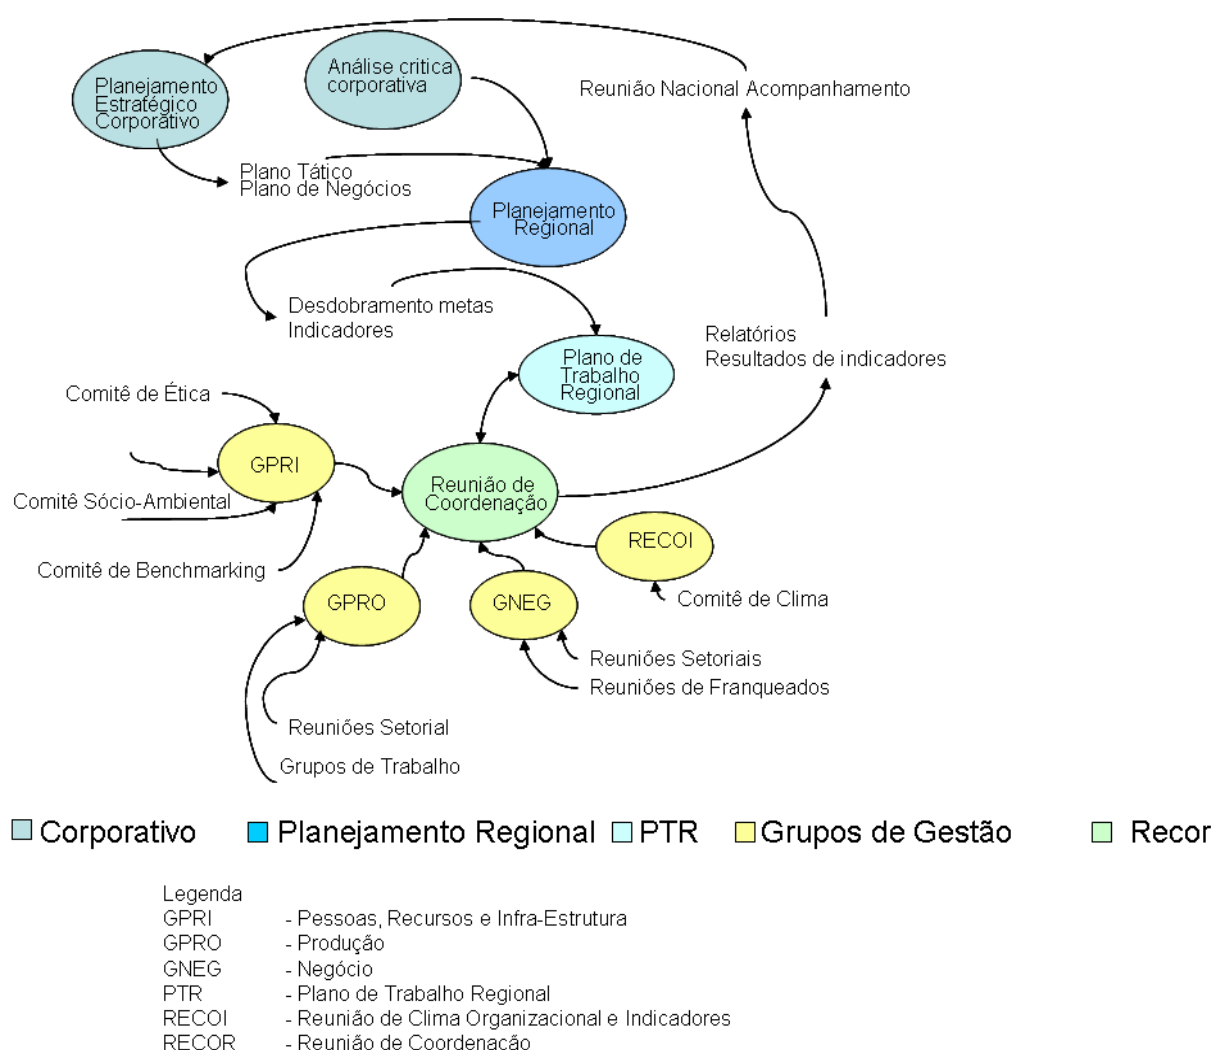 Planejamento
Estratégico
Corporativo
Análise critica
corporativa
Reunião Nacional Acompanhamento
Plano Tático
Plano de Negócios
Planejamento
Regional
Desdobramento metas
Indicadores
Relatórios
Resultados de indicadores
Plano de
Trabalho
Regional
Comitê de Ética
GPRI
Reunião de
Coordenação
Comitê Sócio-Ambiental
RECOI
Comitê de Benchmarking
Comitê de Clima
GPRO
GNEG
Reuniões Setoriais
Reuniões de Franqueados
Reuniões Setorial
Grupos de Trabalho
Corporativo Planejamento Regional PTR Grupos de Gestão Recor
Legenda
GPRI - Pessoas, Recursos e Infra-Estrutura
GPRO - Produção
GNEG - Negócio
PTR - Plano de Trabalho Regional
RECOI - Reunião de Clima Organizacional e Indicadores
RECOR - Reunião de Coordenação